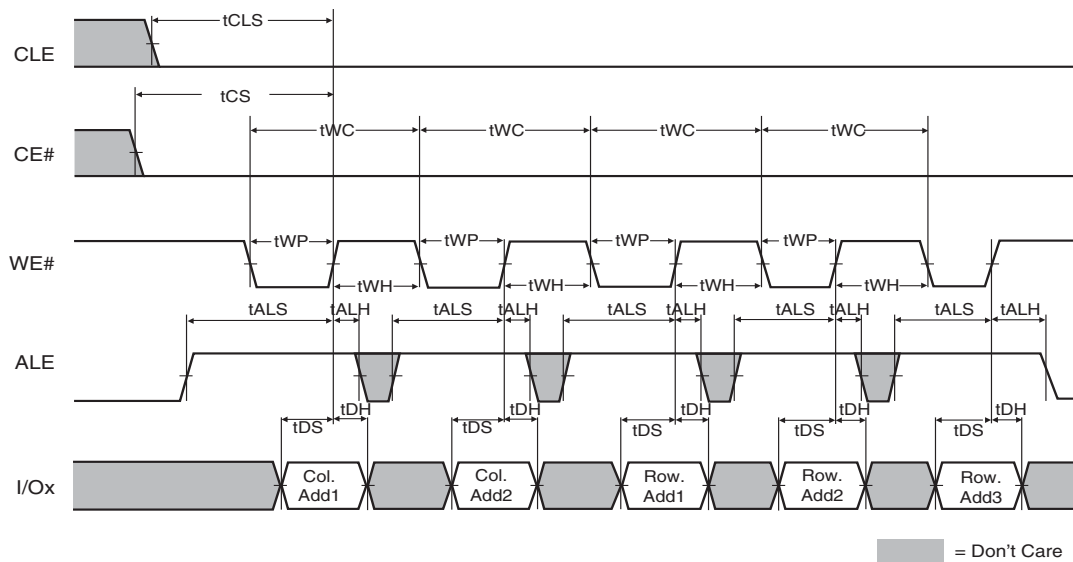 tCLS
CLE
tCS
tWC tWC tWC tWC
CE#
tWP tWP tWP tWP
WE#
tWH tWH tWH tWH
tALS tALH tALS tALH tALS tALH tALS tALH tALS tALH
ALE
tDS tDH tDS tDH tDS tDH tDS tDH tDS tDH
I/Ox
Col. Add1
Col. Add2
Row. Add1
Row. Add2
Row. Add3
= Don't Care